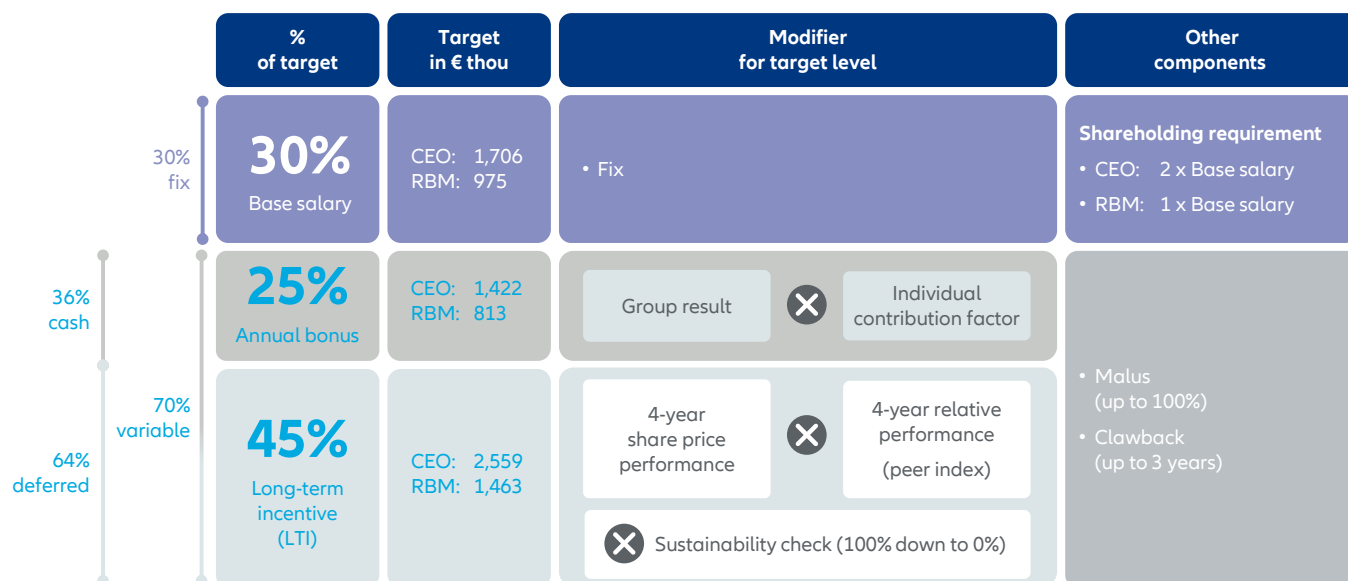 %
of target
Target
in € thou
Modifier
for target level
Other
components
30%
fix
30%
Base salary
CEO: 1,706
RBM: 975
• Fix
Shareholding requirement
• CEO: 2 x Base salary
• RBM: 1 x Base salary
36%
cash
64%
deferred
70%
variable
25%
Annual bonus
CEO: 1,422
RBM: 813
Group result
Individual
contribution factor
45%
Long-term
incentive
(LTI)
CEO: 2,559
RBM: 1,463
4-year
share price
performance
4-year relative
performance
(peer index)
Sustainability check (100% down to 0%)
• Malus
(up to 100%)
• Clawback
(up to 3 years)